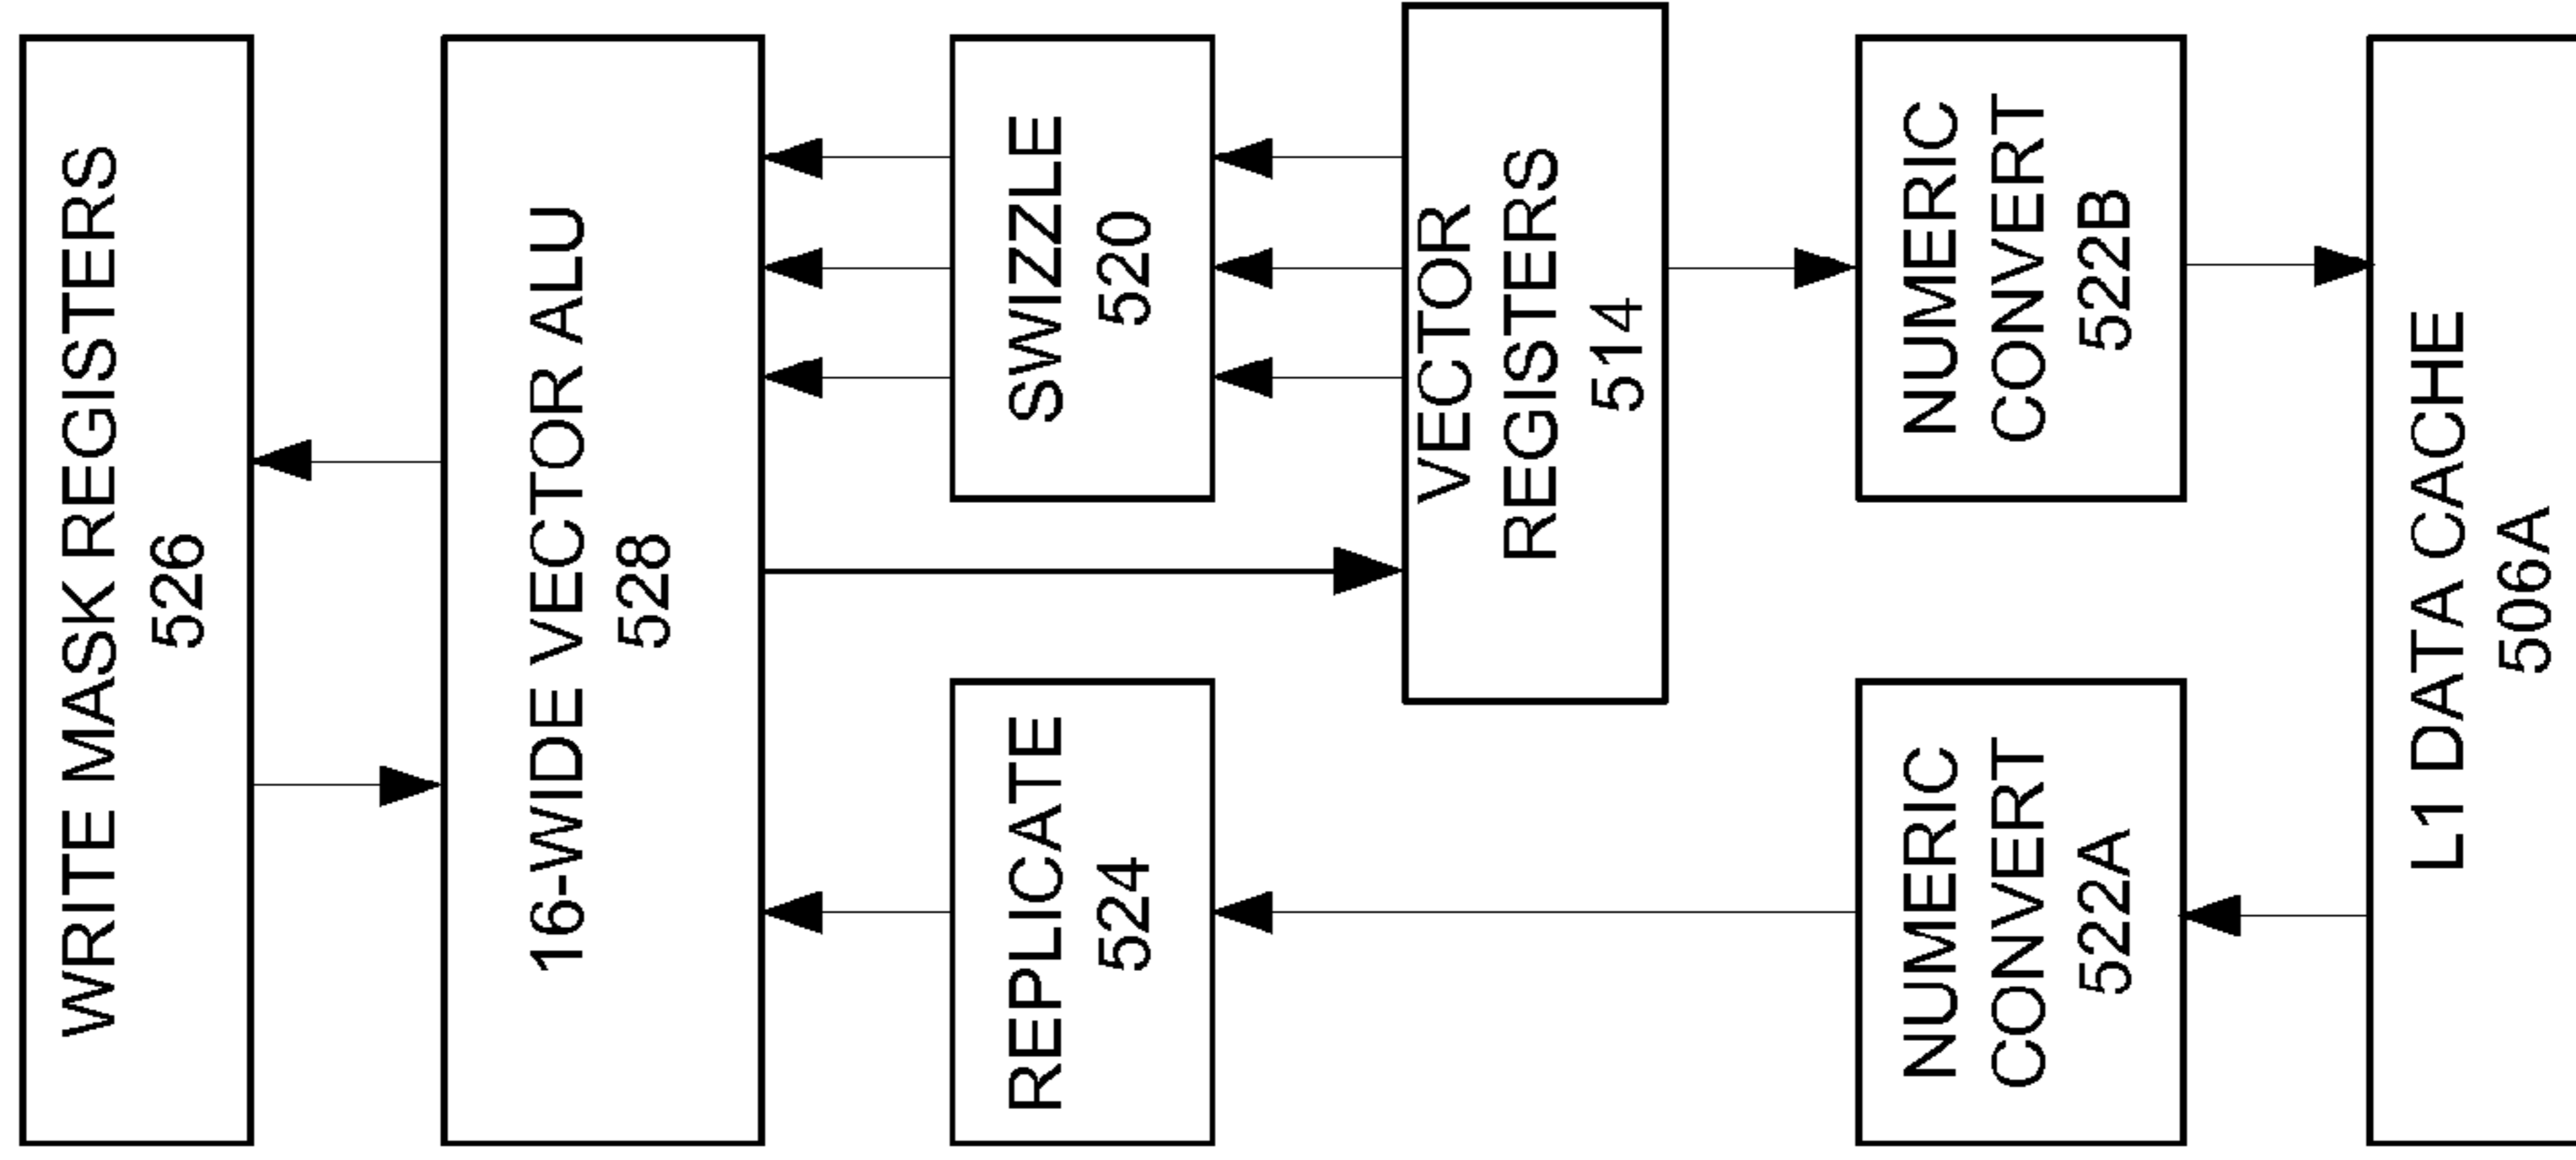 WRITE MASK REGISTERS
526
16-WIDE VECTOR ALU
528
REPLICATE
524
SWIZZLE
520
VECTOR
REGISTERS
514
NUMERIC
CONVERT
522A
NUMERIC
CONVERT
522B
L1 DATA CACHE
506A